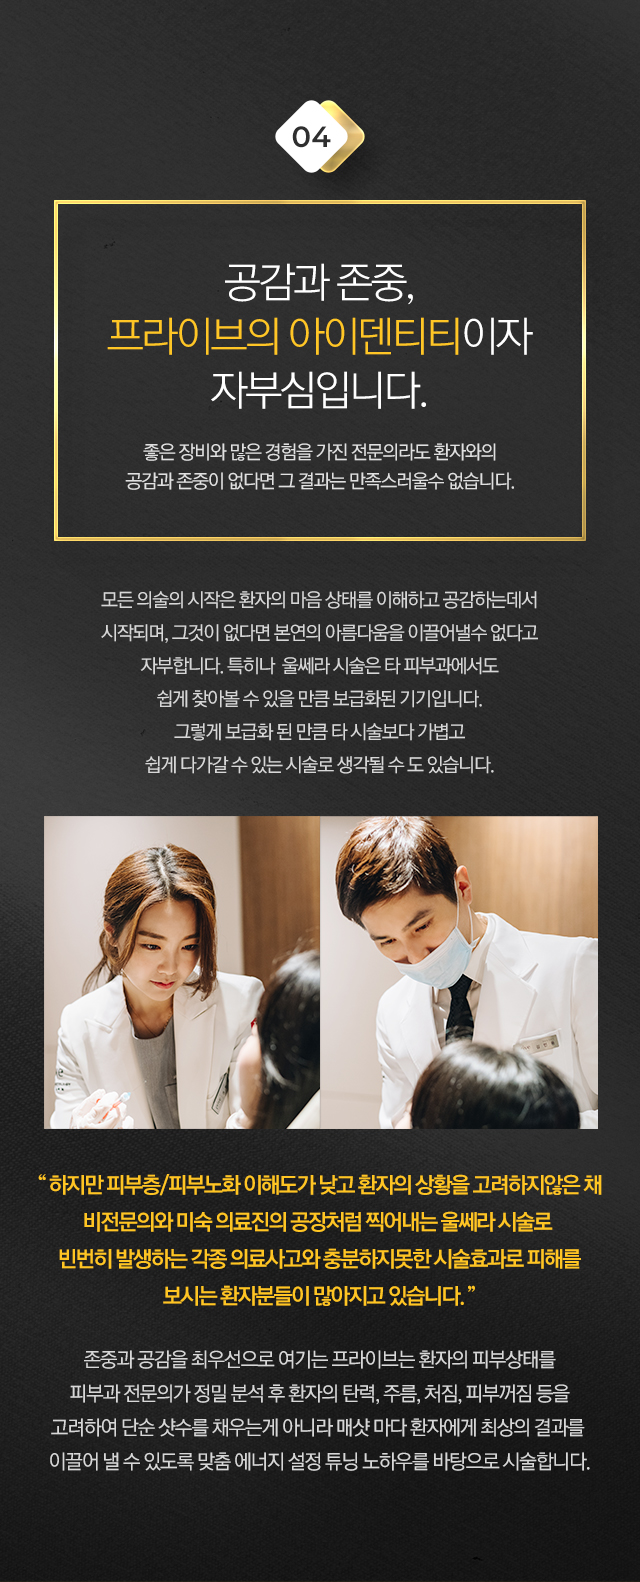 04
공감과 존중,
프라이브의 아이덴티티이자
자부심입니다.
좋은 장비와 많은 경험을 가진 전문의라도 환자와의
공감과 존중이 없다면 그 결과는 만족스러울수 없습니다.
모든 의술의 시작은 환자의 마음 상태를 이해하고 공감하는데서
시작되며, 그것이 없다면 본연의 아름다움을 이끌어낼수 없다고
자부합니다. 특히나 울쎄라 시술은 타 피부과에서도
쉽게 찾아볼 수 있을 만큼 보급화된 기기입니다.
그렇게 보급화 된 만큼 타 시술보다 가볍고
쉽게 다가갈 수 있는 시술로 생각될 수 도 있습니다.
“ 하지만 피부층/피부노화 이해도가 낮고 환자의 상황을 고려하지않은 채
비전문의와 미숙 의료진의 공장처럼 찍어내는 울쎄라 시술로
빈번히 발생하는 각종 의료사고와 충분하지못한 시술효과로 피해를
보시는 환자분들이 많아지고 있습니다. ”
존중과 공감을 최우선으로 여기는 프라이브는 환자의 피부상태를
피부과 전문의가 정밀 분석 후 환자의 탄력, 주름, 처짐, 피부꺼짐 등을
고려하여 단순 샷수를 채우는게 아니라 매샷 마다 환자에게 최상의 결과를
이끌어 낼 수 있도록 맞춤 에너지 설정 튜닝 노하우를 바탕으로 시술합니다.